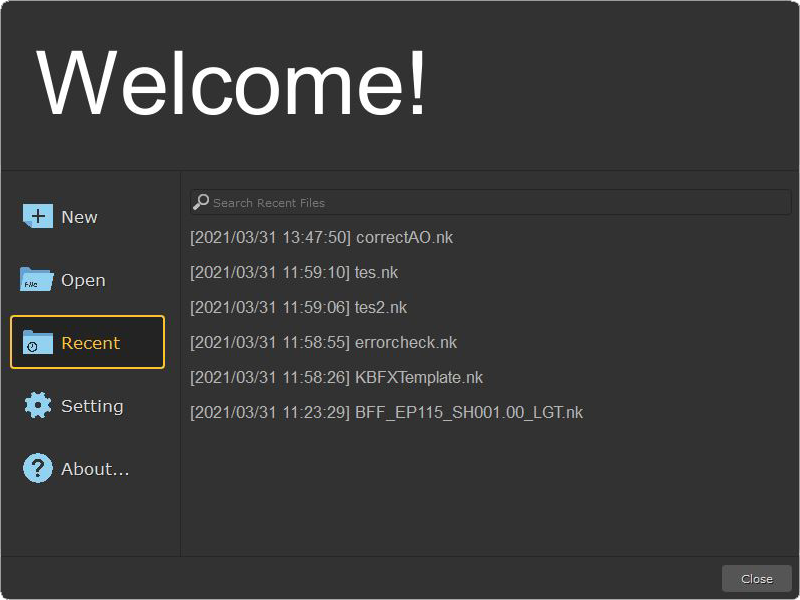 Welcome!
New
Open
Recent
Setting
About...
Search Recent Files
[2021/03/31 13:47:50] correctAO.nk
[2021/03/31 11:59:10] tes.nk
[2021/03/31 11:59:06] tes2.nk
[2021/03/31 11:58:55] errorcheck.nk
[2021/03/31 11:58:26] KBFXTemplate.nk
[2021/03/31 11:23:29] BFF_EP115_SH001.00_LGT.nk
File
Close